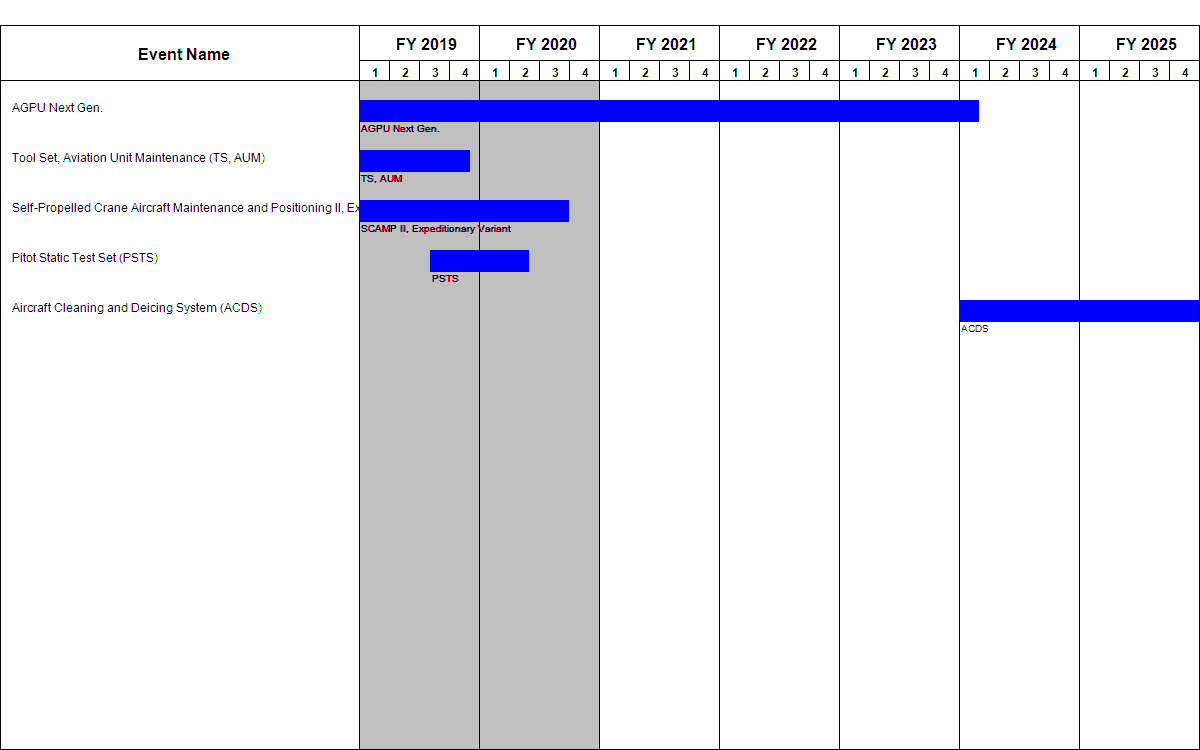 Event Name
FY 2019 FY 2020 FY 2021 FY 2022 FY 2023 FY 2024 FY 2025
1 2 3 4 1 2 3 4 1 2 3 4 1 2 3 4 1 2 3 4 1 2 3 4 1 2 3 4
AGPU Next Gen.
AGPU Next Gen.
Tool Set, Aviation Unit Maintenance (TS, AUM)
TS, AUM
Self-Propelled Crane Aircraft Maintenance and Positioning II, Ex
SCAMP II, Expeditionary Variant
Pitot Static Test Set (PSTS)
PSTS
Aircraft Cleaning and Deicing System (ACDS)
ACDS